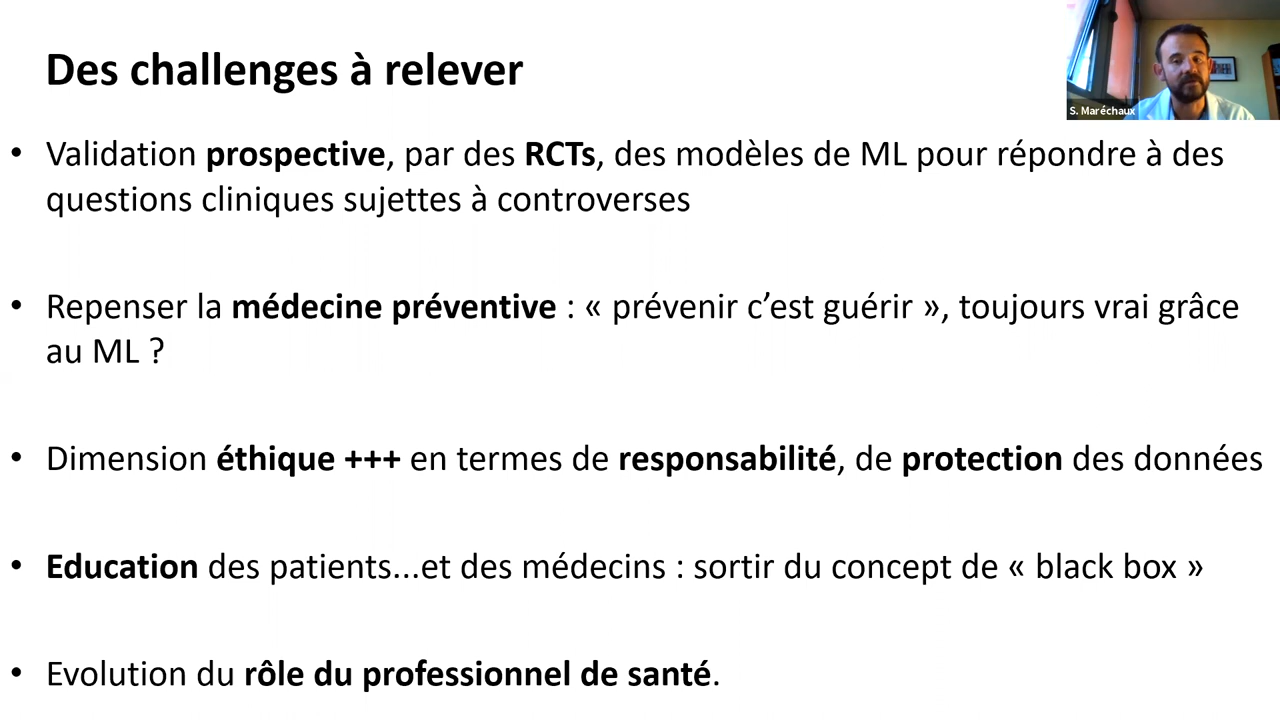 Des challenges à relever
S. Maréchaux
• Validation prospective, par des RCTs, des modèles de ML pour répondre à des
questions cliniques sujettes à controverses
• Repenser la médecine préventive : « prévenir c’est guérir », toujours vrai grâce
au ML ?
• Dimension éthique +++ en termes de responsabilité, de protection des données
• Education des patients...et des médecins : sortir du concept de « black box »
• Evolution du rôle du professionnel de santé.